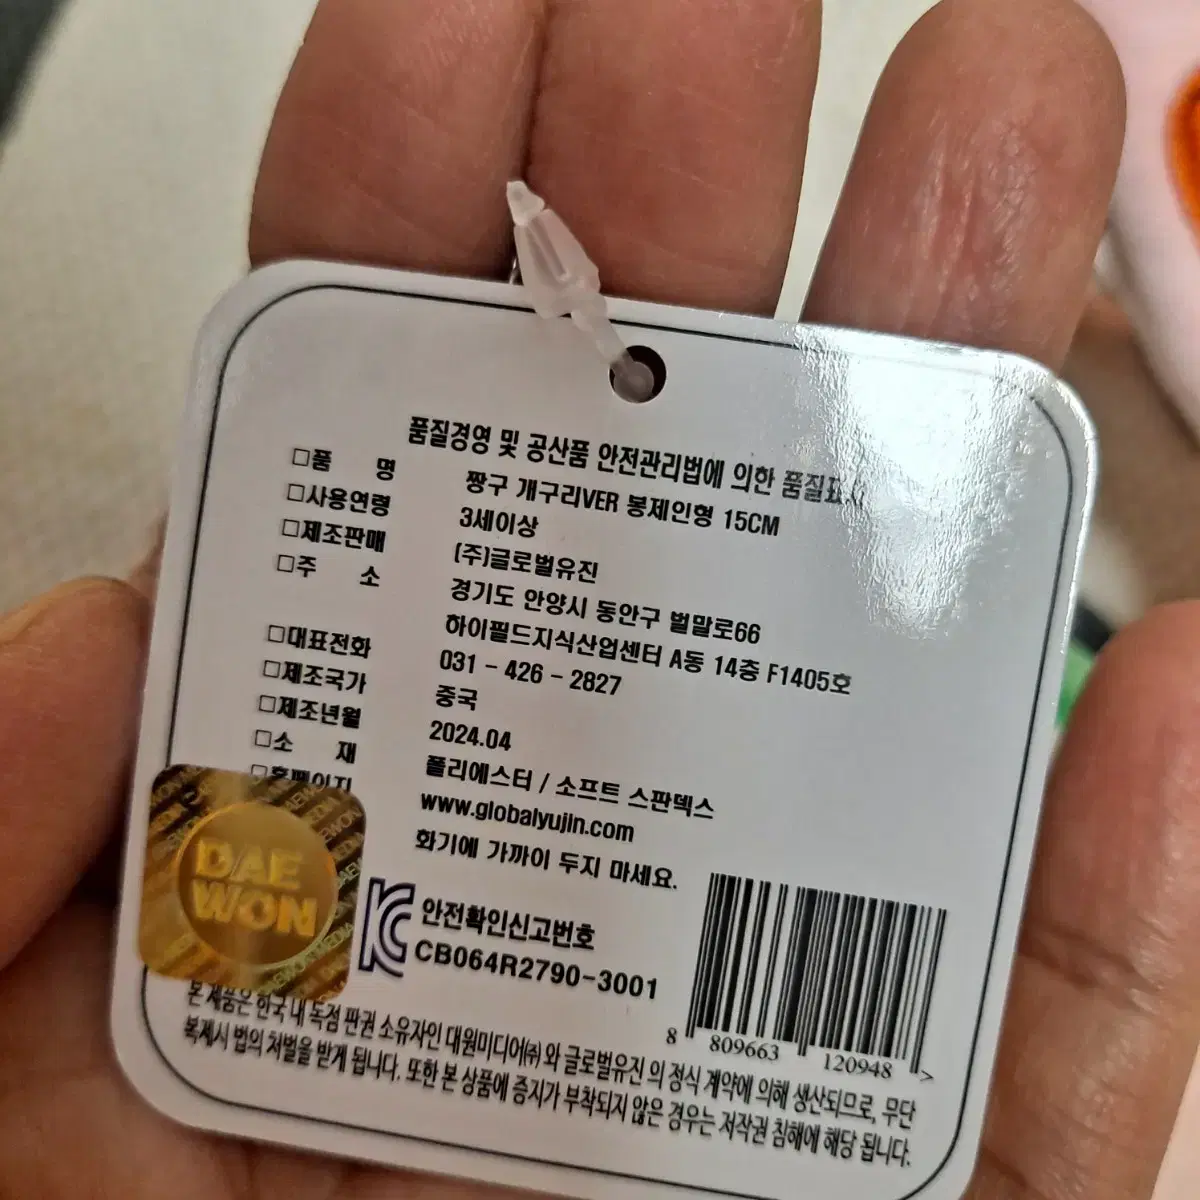 품질경영 및 공산품 안전관리법에 의한 품질표시
□품 명 짱구 개구리VER 봉제인형 15CM
□사용연령 3세이상
□제조판매 (주)글로벌유진
□주 소 경기도 안양시 동안구 벌말로66
하이필드지식산업센터 A동 14층 F1405호
□대표전화 031 - 426 - 2827
□제조국가 중국
□제조년월 2024.04
□소 재 폴리에스터 / 소프트 스판덱스
□홈페이지 www.globalyujin.com
화기에 가까이 두지 마세요.
DAE
WON
안전확인신고번호
CB064R2790-3001
8 809663 120948 >
본 제품은 한국 내 독점 판권 소유자인 대원미디어㈜ 와 글로벌유진 의 정식 계약에 의해 생산되므로, 무단
복제시 법의 처벌을 받게 됩니다. 또한 본 상품에 증지가 부착되지 않은 경우는 저작권 침해에 해당 됩니다.